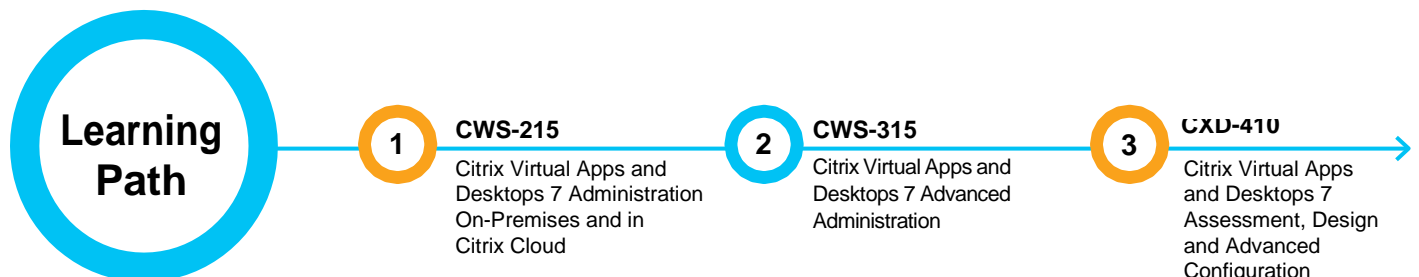 Learning
Path
1
CWS-215
Citrix Virtual Apps and
Desktops 7 Administration
On-Premises and in
Citrix Cloud
2
CWS-315
Citrix Virtual Apps and
Desktops 7 Advanced
Administration
3
CXD-410
Citrix Virtual Apps
and Desktops 7
Assessment, Design
and Advanced
Configuration